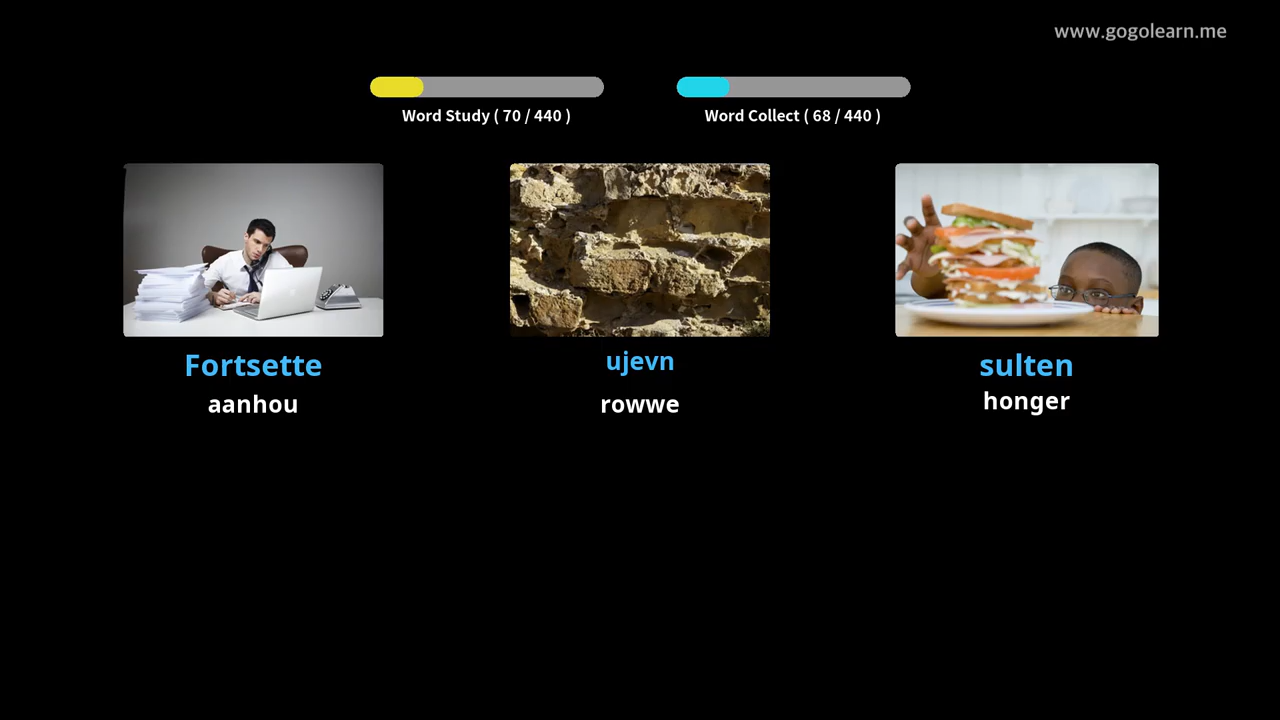 www.gogolearn.me
Word Study ( 70 / 440 )
Word Collect ( 68 / 440 )
Fortsette
ujevn
sulten
aanhou
rowwe
honger